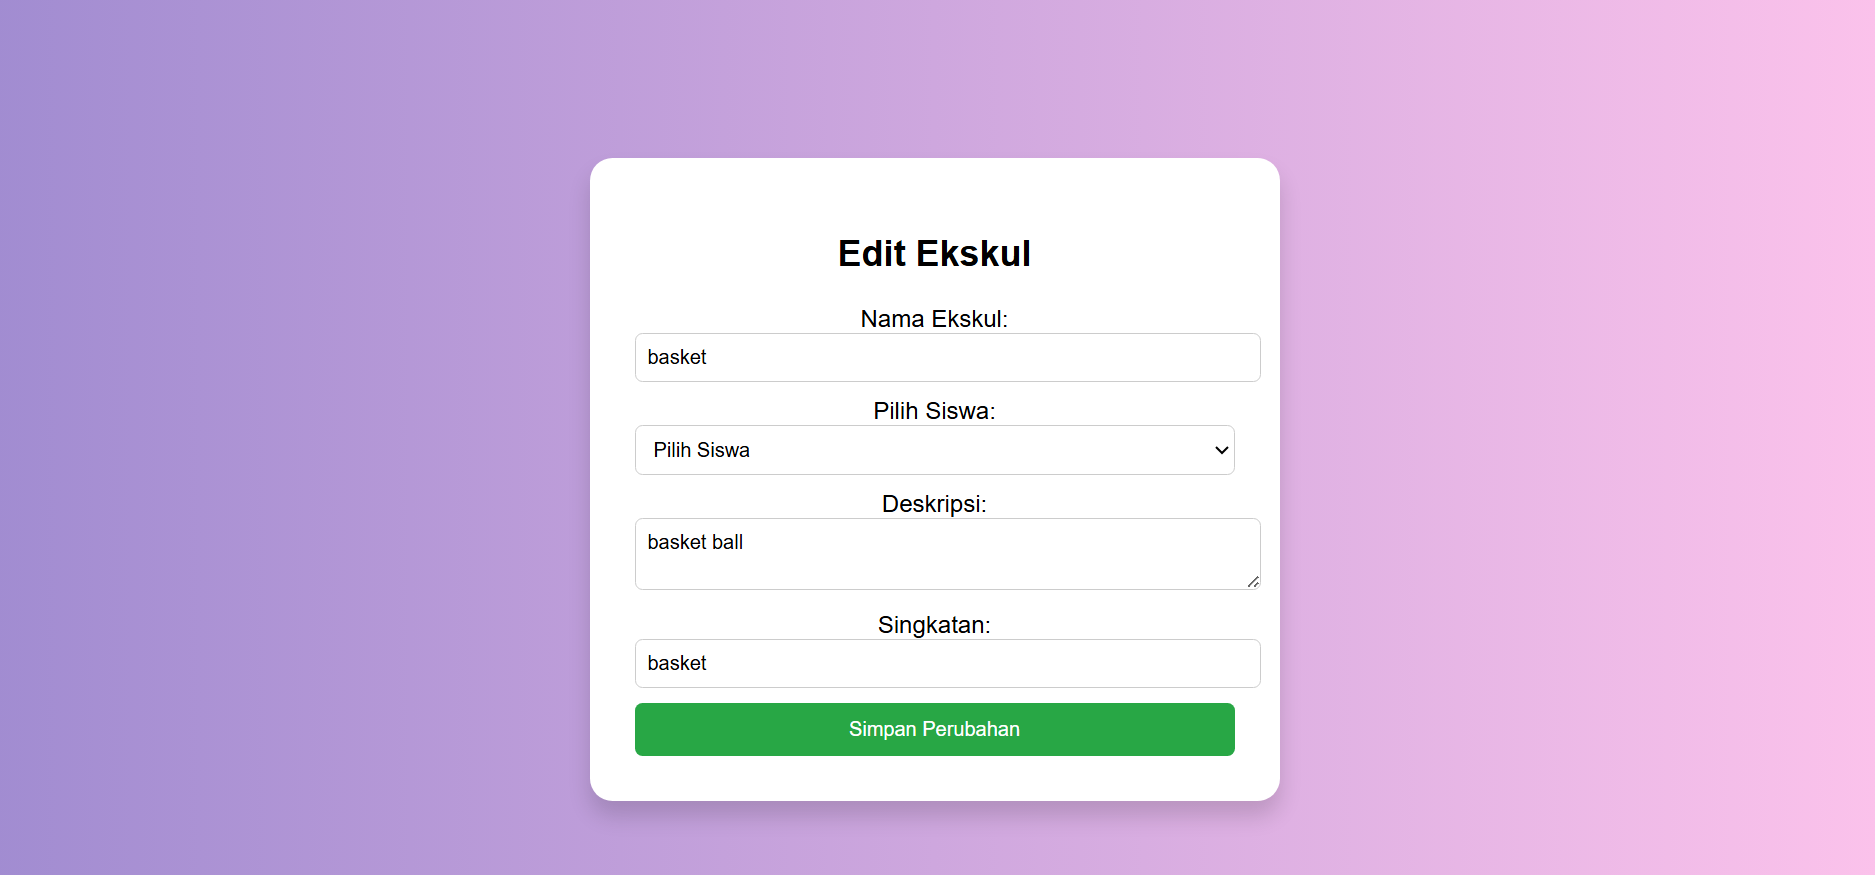 Edit Ekskul
Nama Ekskul:
basket
Pilih Siswa:
Pilih Siswa
Deskripsi:
basket ball
Singkatan:
basket
Simpan Perubahan